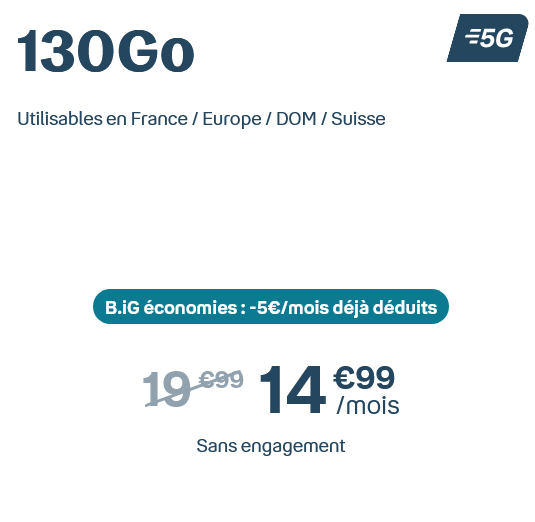 130Go
5G
Utilisables en France / Europe / DOM / Suisse
B.iG économies : -5€/mois déjà déduits
19€99 14€99
/mois
Sans engagement